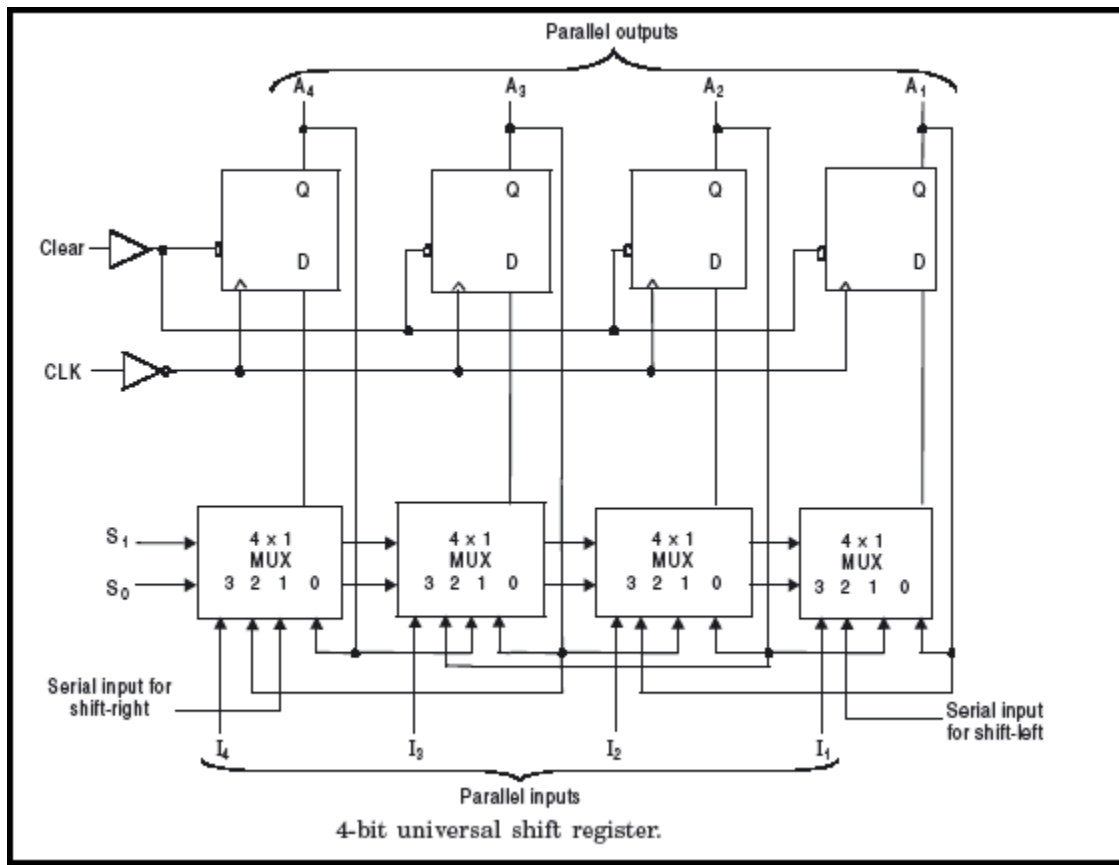 Parallel outputs
A₄ A₃ A₂ A₁
Q Q Q Q
Clear
D D D D
CLK
S₁
4 × 1 4 × 1 4 × 1 4 × 1
MUX MUX MUX MUX
S₀
3 2 1 0 3 2 1 0 3 2 1 0 3 2 1 0
Serial input for
shift-right
Serial input
for shift-left
I₄ I₃ I₂ I₁
Parallel inputs
4-bit universal shift register.